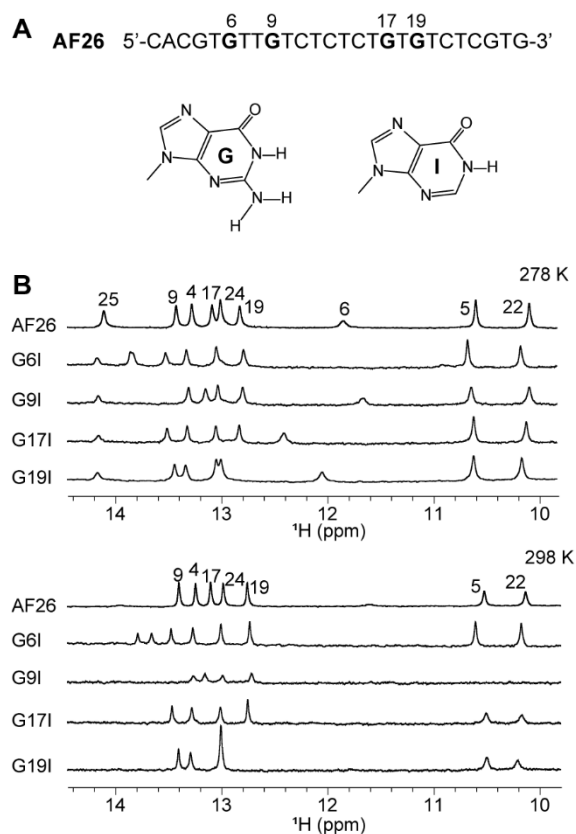 6 9 17 19
A AF26 5'-CACGTGTTGTCTCTCTGTGTCTCGTG-3'
O O
N N
G N H I N H
N N N N
N H
H
B
278 K
25 9 4 17 24 19 6 5 22
AF26
G6I
G9I
G17I
G19I
14 13 12 11 10
¹H (ppm)
298 K
9 4 17 24 19 5 22
AF26
G6I
G9I
G17I
G19I
14 13 12 11 10
¹H (ppm)